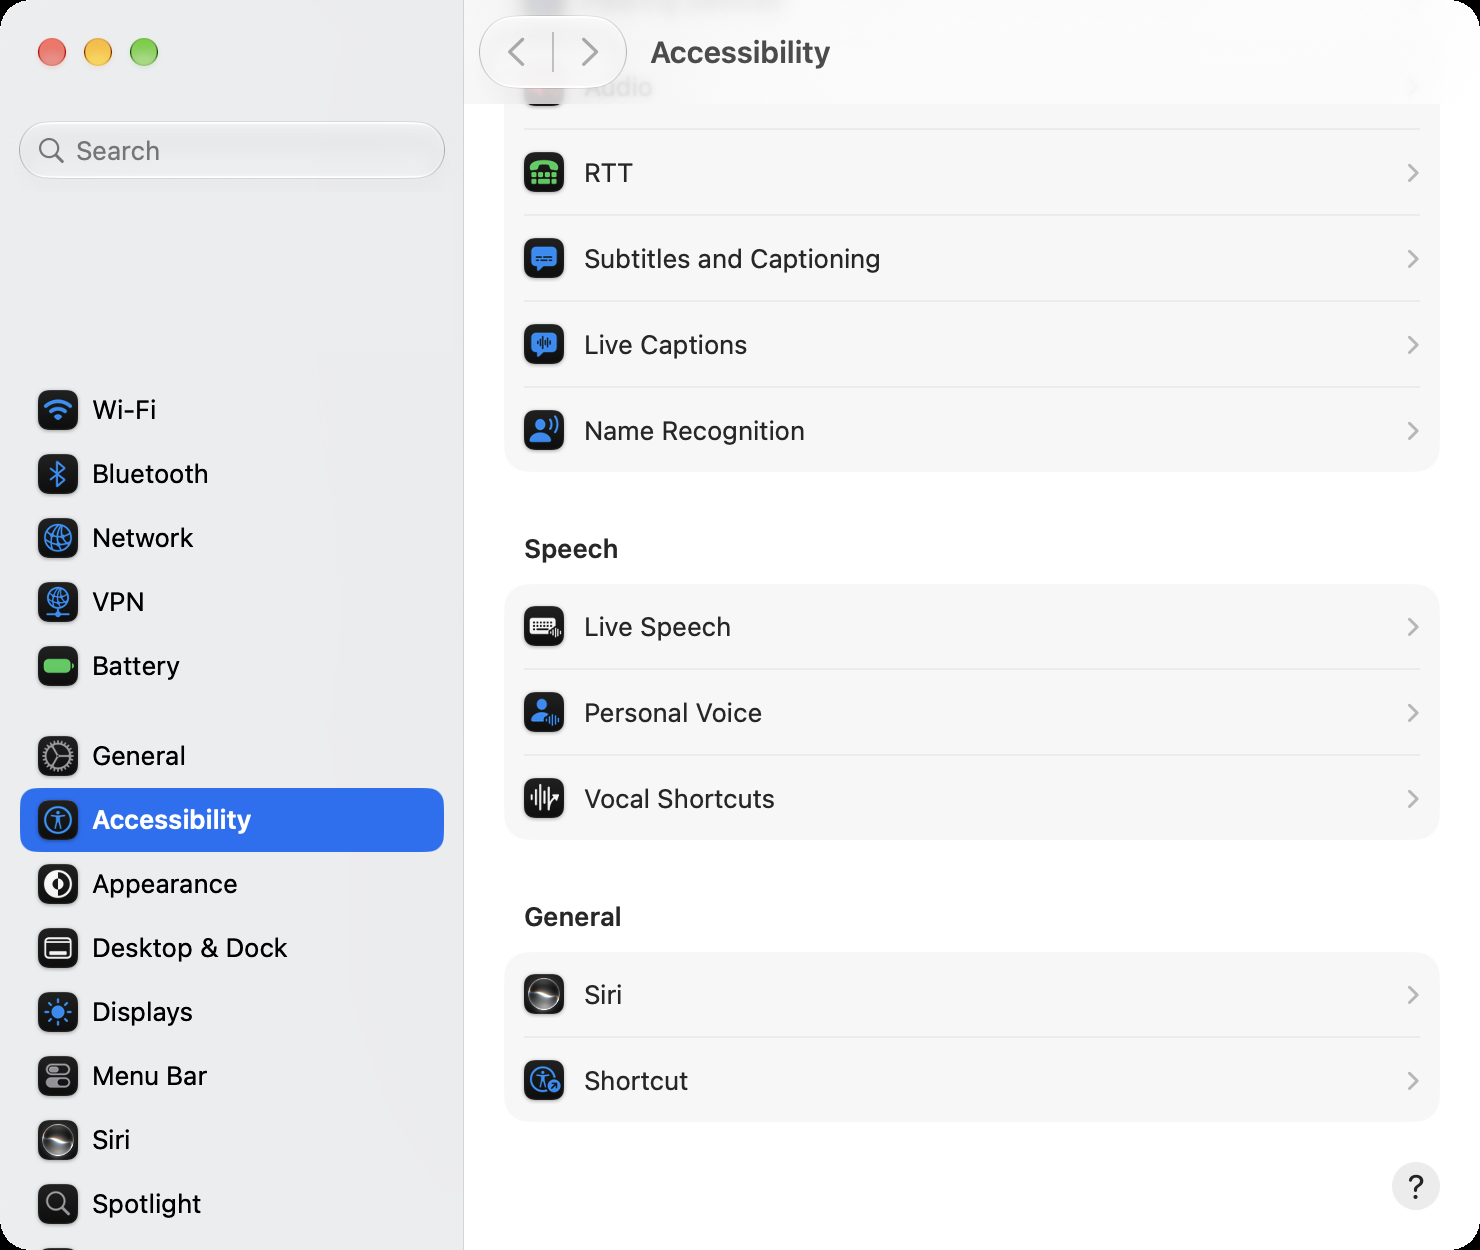 Accessibility
Search
Audio
RTT
Subtitles and Captioning
Live Captions
Name Recognition
Speech
Live Speech
Personal Voice
Vocal Shortcuts
General
Siri
Shortcut
?
Wi-Fi
Bluetooth
Network
VPN
Battery
General
Accessibility
Appearance
Desktop & Dock
Displays
Menu Bar
Siri
Spotlight